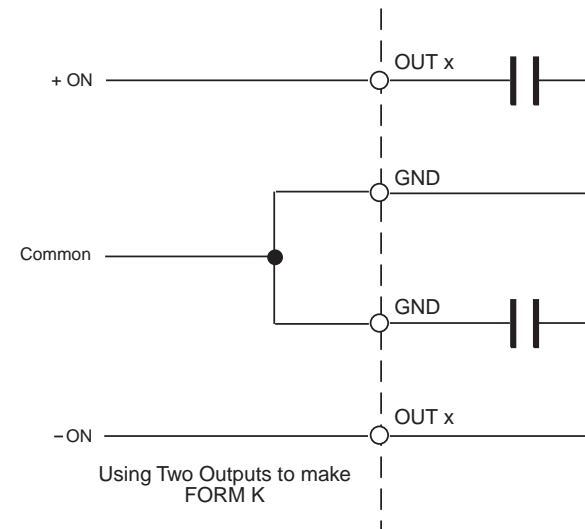 OUT x
+ ON
GND
Common
GND
OUT x
−ON
Using Two Outputs to make
FORM K